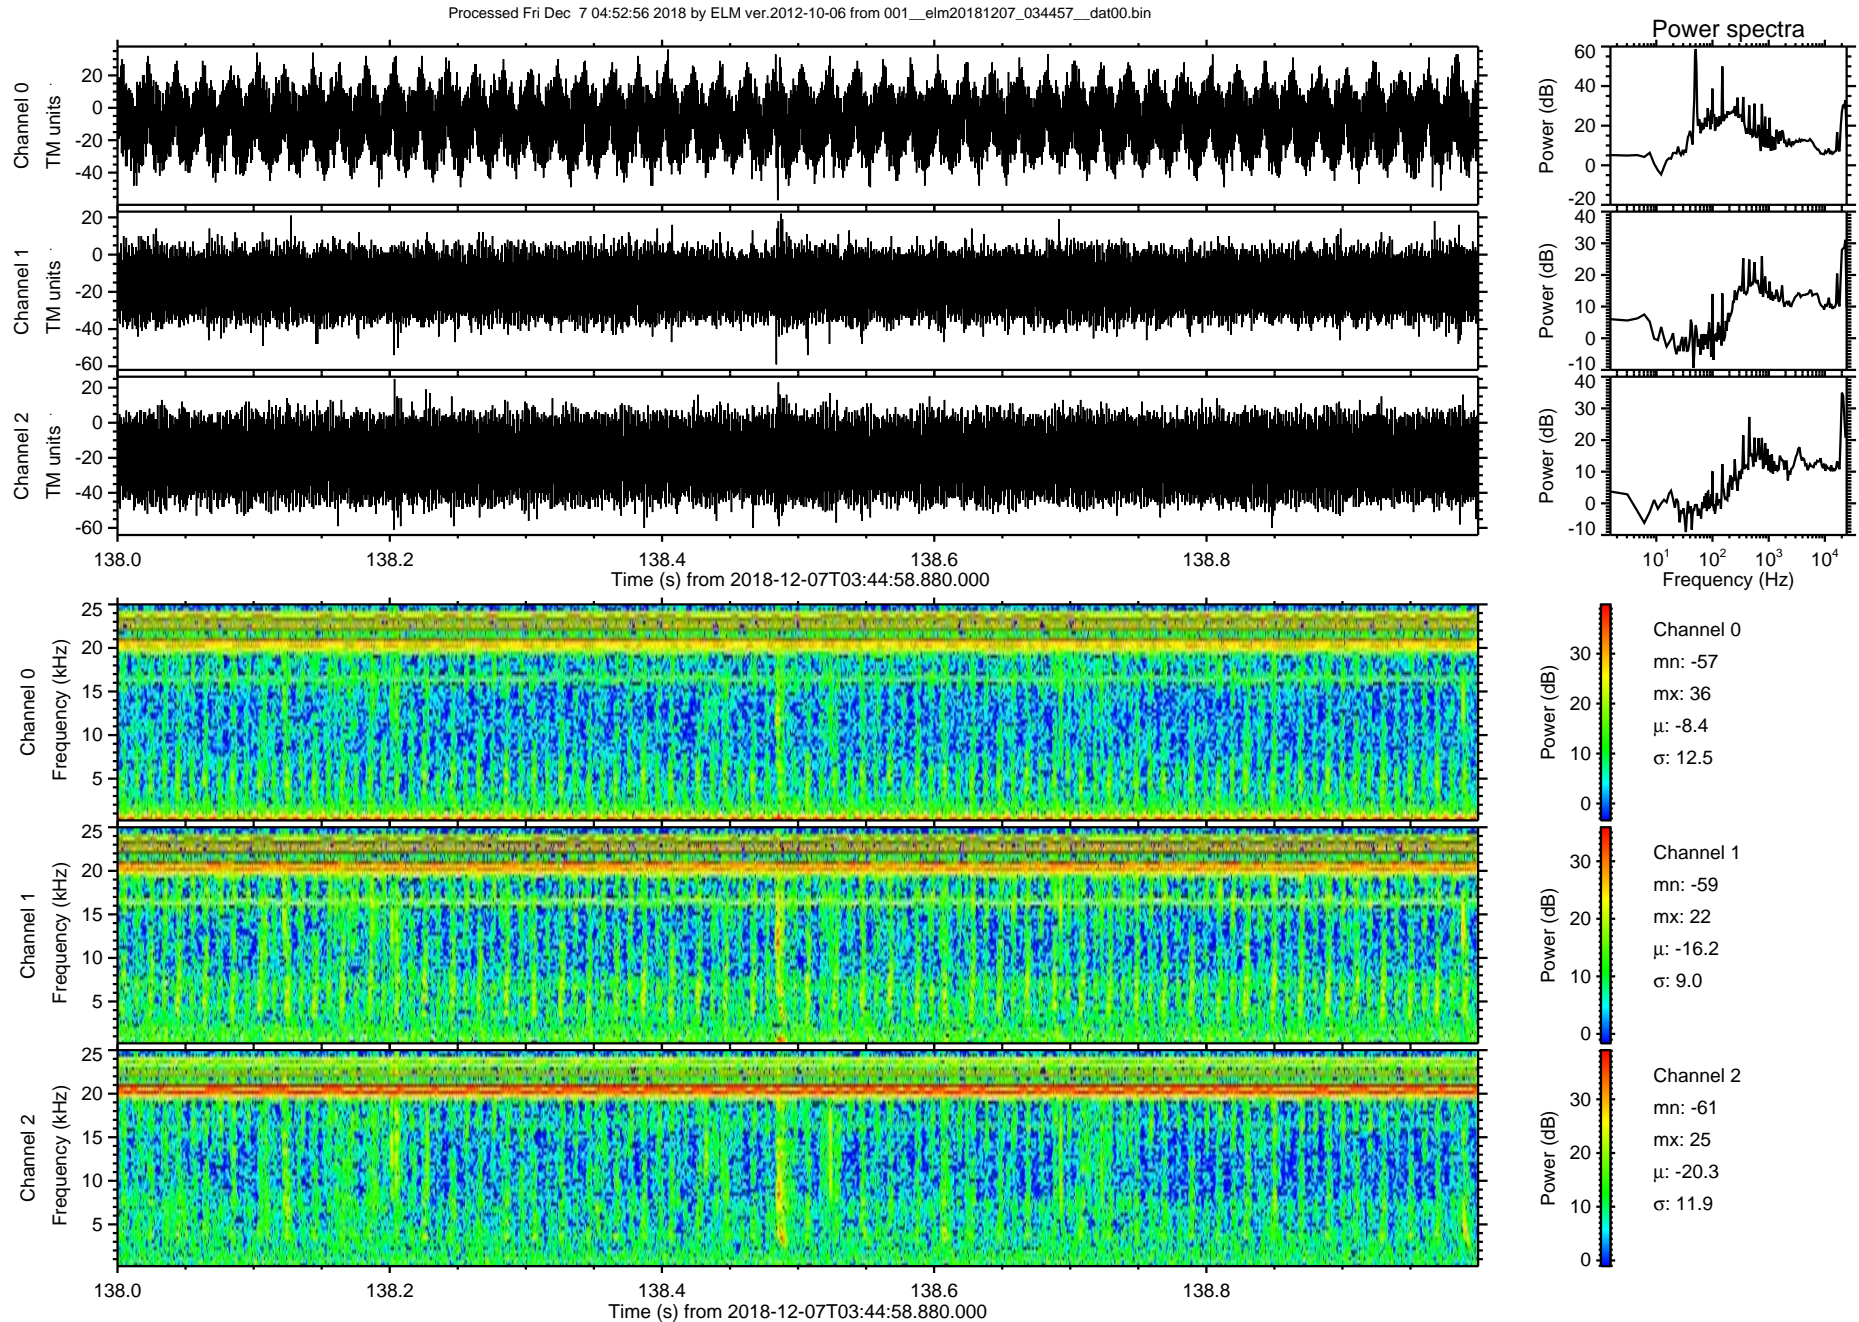 Processed Fri Dec  7 04:52:56 2018 by ELM ver.2012-10-06 from 001__elm20181207_034457__dat00.bin
Power spectra
Channel 0
TM units
20
0
-20
-40
Power (dB)
60
40
20
0
-20
Channel 1
TM units
20
0
-20
-40
-60
Power (dB)
40
30
20
10
0
-10
Channel 2
TM units
20
0
-20
-40
-60
Power (dB)
40
30
20
10
0
-10
138.0 138.2 138.4 138.6 138.8
Time (s) from 2018-12-07T03:44:58.880.000
10^1 10^2 10^3 10^4
Frequency (Hz)
Channel 0
Frequency (kHz)
25
20
15
10
5
Power (dB)
30
20
10
0
Channel 0
mn: -57
mx: 36
μ: -8.4
σ: 12.5
Channel 1
Frequency (kHz)
25
20
15
10
5
Power (dB)
30
20
10
0
Channel 1
mn: -59
mx: 22
μ: -16.2
σ: 9.0
Channel 2
Frequency (kHz)
25
20
15
10
5
Power (dB)
30
20
10
0
Channel 2
mn: -61
mx: 25
μ: -20.3
σ: 11.9
138.0 138.2 138.4 138.6 138.8
Time (s) from 2018-12-07T03:44:58.880.000